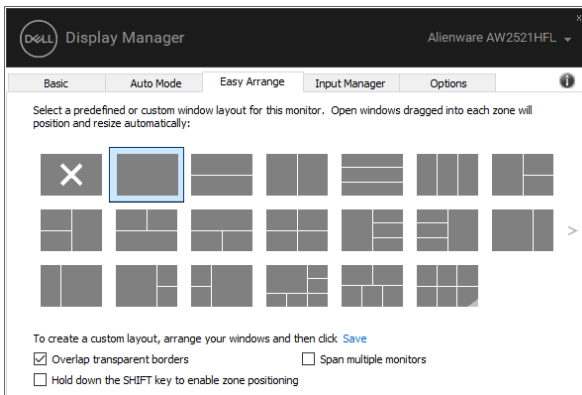 DELL Display Manager Alienware AW2521HFL
Basic Auto Mode Easy Arrange Input Manager Options
Select a predefined or custom window layout for this monitor. Open windows dragged into each zone will
position and resize automatically:
To create a custom layout, arrange your windows and then click Save
Overlap transparent borders Span multiple monitors
Hold down the SHIFT key to enable zone positioning